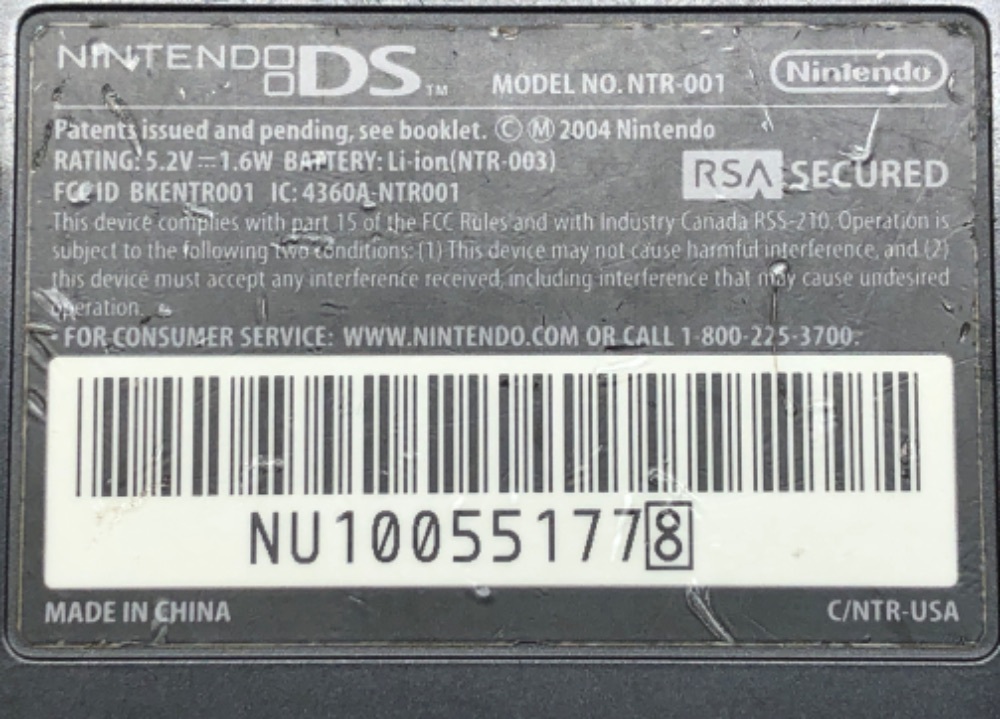 NINTENDO DS™ MODEL NO. NTR-001 Nintendo
Patents issued and pending, see booklet. Ⓒ Ⓜ 2004 Nintendo
RATING: 5.2V⎓1.6W BATTERY: Li-ion(NTR-003)
RSA SECURED
FCC ID BKENTR001 IC: 4360A-NTR001
This device complies with part 15 of the FCC Rules and with Industry Canada RSS-210. Operation is
subject to the following two conditions: (1) This device may not cause harmful interference, and (2)
this device must accept any interference received, including interference that may cause undesired
operation.
• FOR CONSUMER SERVICE: WWW.NINTENDO.COM OR CALL 1-800-225-3700.
NU100551778
MADE IN CHINA C/NTR-USA